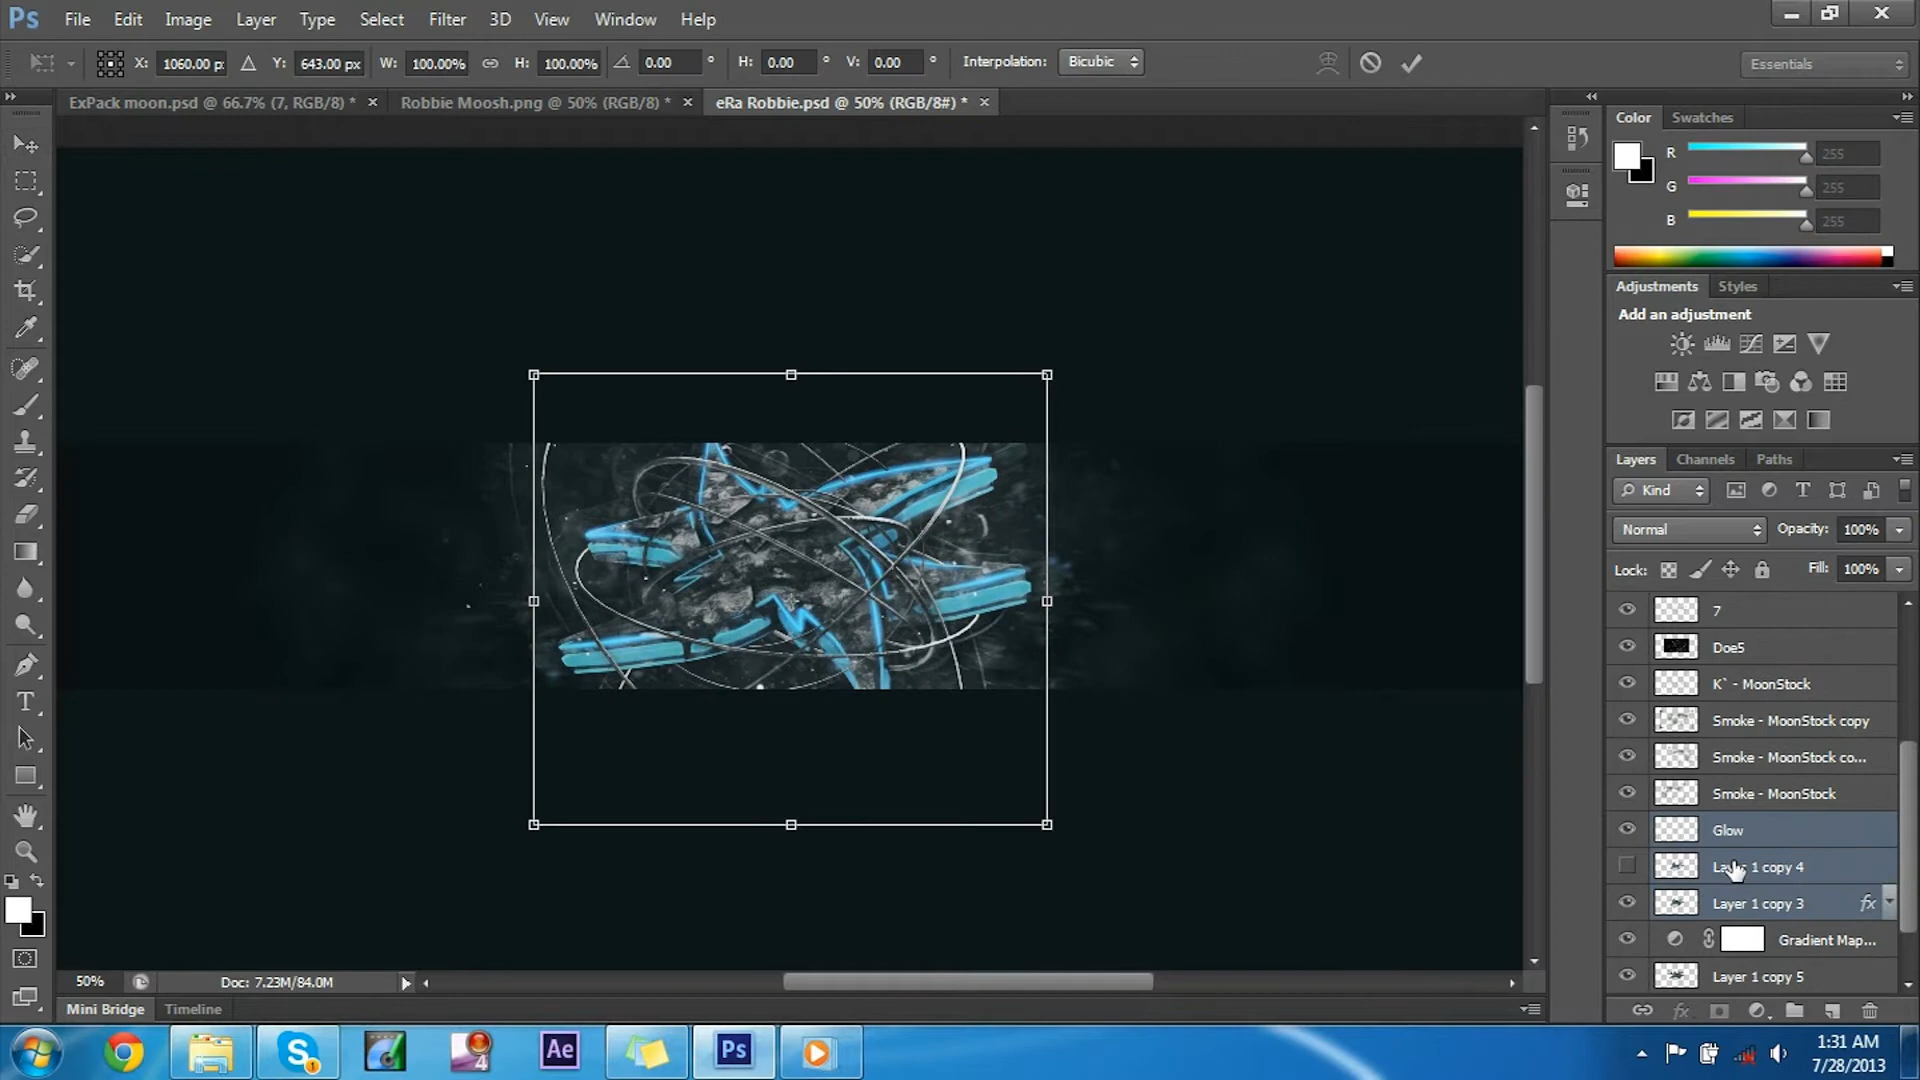 Ps File Edit Image Layer Type Select Filter 3D View Window Help
X: 1060.00 p Y: 643.00 px W: 100.00% H: 100.00% 0.00 ° H: 0.00 ° V: 0.00 ° Interpolation: Bicubic Essentials
ExPack moon.psd @ 66.7% (7, RGB/8) * × Robbie Moosh.png @ 50% (RGB/8) * × eRa Robbie.psd @ 50% (RGB/8#) * ×
Color Swatches
R 255
G 255
B 255
Adjustments Styles
Add an adjustment
Layers Channels Paths
Kind
Normal Opacity: 100%
Lock: Fill: 100%
7
Doe5
K` - MoonStock
Smoke - MoonStock copy
Smoke - MoonStock co...
Smoke - MoonStock
Glow
Layer 1 copy 4
Layer 1 copy 3 fx
Gradient Map...
Layer 1 copy 5
50% Doc: 7.23M/84.0M
Mini Bridge Timeline
S 1 4 Ae Ps
1:31 AM
7/28/2013